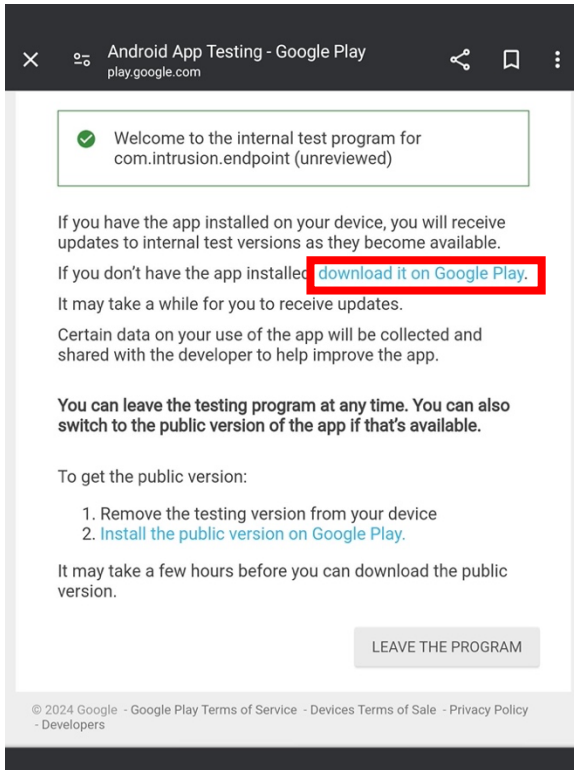 Android App Testing - Google Play
play.google.com
Welcome to the internal test program for
com.intrusion.endpoint (unreviewed)
If you have the app installed on your device, you will receive
updates to internal test versions as they become available.
If you don't have the app installed download it on Google Play.
It may take a while for you to receive updates.
Certain data on your use of the app will be collected and
shared with the developer to help improve the app.
You can leave the testing program at any time. You can also
switch to the public version of the app if that's available.
To get the public version:
1. Remove the testing version from your device
2. Install the public version on Google Play.
It may take a few hours before you can download the public
version.
LEAVE THE PROGRAM
© 2024 Google - Google Play Terms of Service - Devices Terms of Sale - Privacy Policy
- Developers